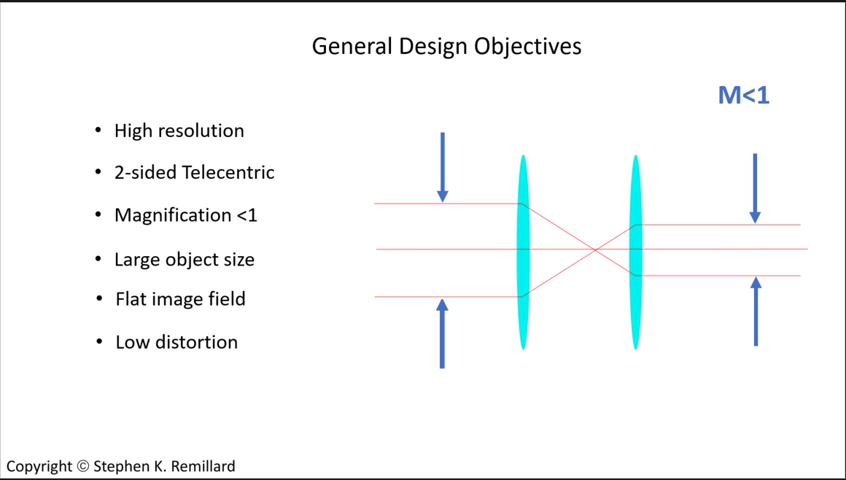 General Design Objectives
M<1
• High resolution
• 2-sided Telecentric
• Magnification <1
• Large object size
• Flat image field
• Low distortion
Copyright © Stephen K. Remillard